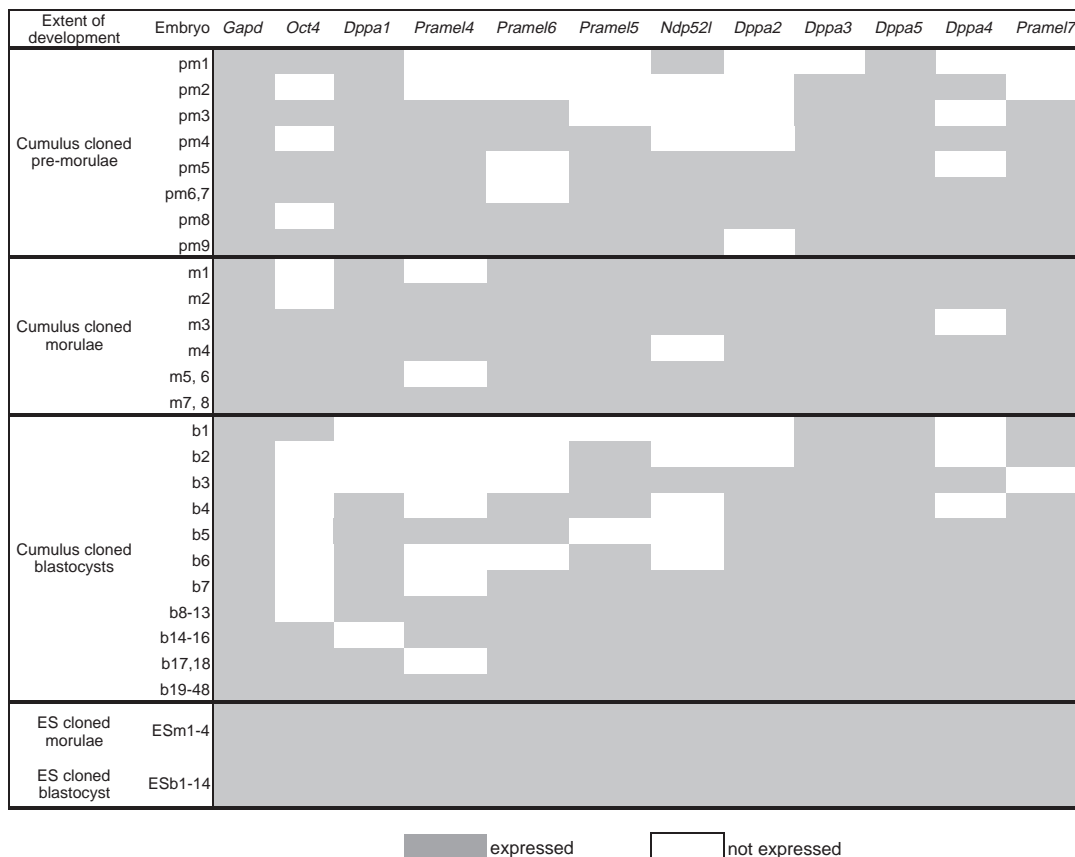 Extent of development Embryo Gapd Oct4 Dppa1 Pramel4 Pramel6 Pramel5 Ndp52l Dppa2 Dppa3 Dppa5 Dppa4 Pramel7
Cumulus cloned pre-morulae
pm1
pm2
pm3
pm4
pm5
pm6,7
pm8
pm9
Cumulus cloned morulae
m1
m2
m3
m4
m5, 6
m7, 8
Cumulus cloned blastocysts
b1
b2
b3
b4
b5
b6
b7
b8-13
b14-16
b17,18
b19-48
ES cloned morulae
ESm1-4
ES cloned blastocyst
ESb1-14
expressed not expressed